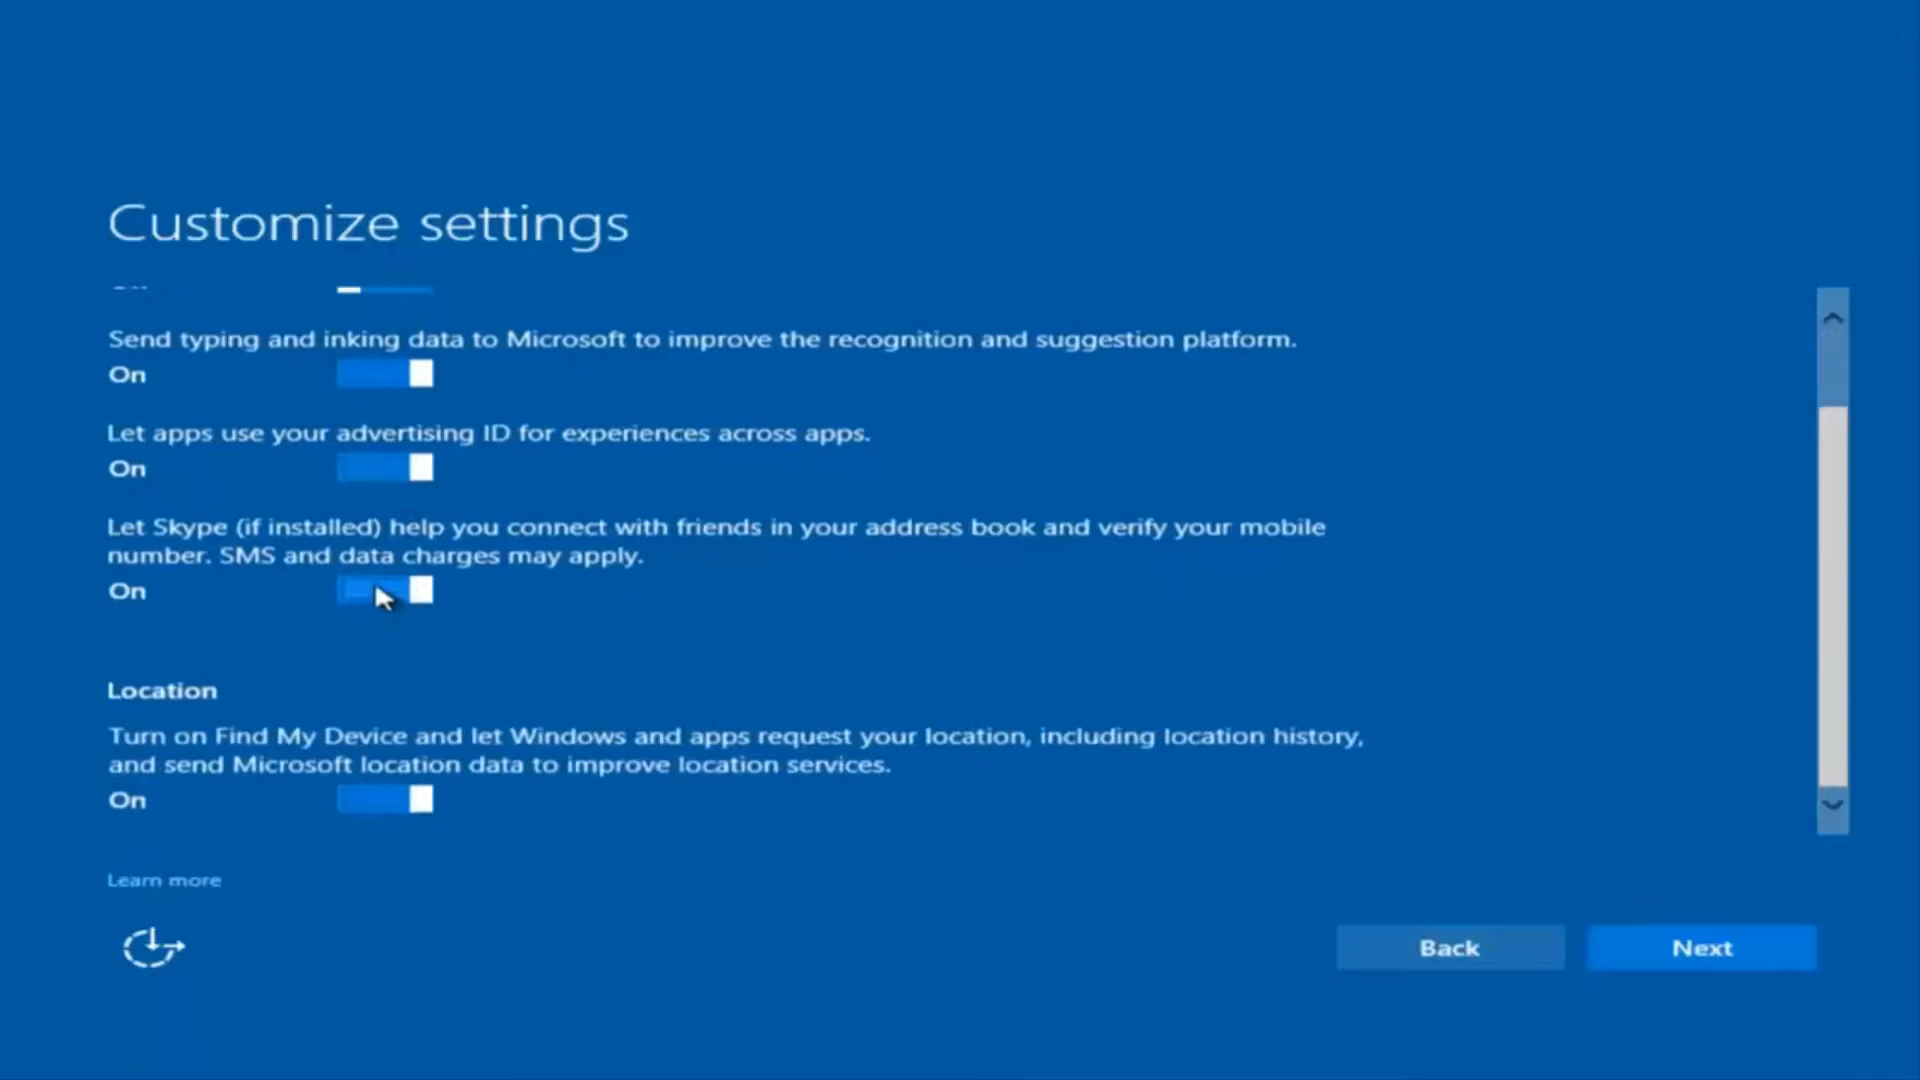 Customize settings
Send typing and inking data to Microsoft to improve the recognition and suggestion platform.
On
Let apps use your advertising ID for experiences across apps.
On
Let Skype (if installed) help you connect with friends in your address book and verify your mobile
number. SMS and data charges may apply.
On
Location
Turn on Find My Device and let Windows and apps request your location, including location history,
and send Microsoft location data to improve location services.
On
Learn more
Back
Next